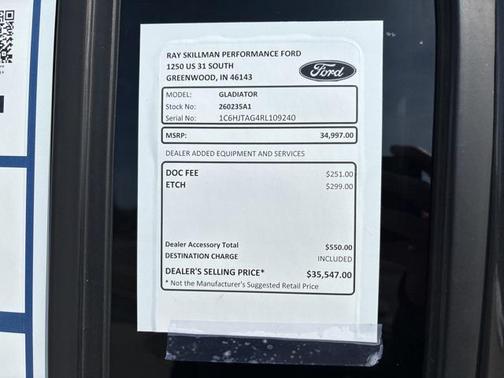 RAY SKILLMAN PERFORMANCE FORD
1250 US 31 SOUTH
GREENWOOD, IN 46143
Ford
MODEL: GLADIATOR
Stock No: 260235A1
Serial No: 1C6HJTAG4RL109240
MSRP: 34,997.00
DEALER ADDED EQUIPMENT AND SERVICES
DOC FEE $251.00
ETCH $299.00
Dealer Accessory Total $550.00
DESTINATION CHARGE INCLUDED
DEALER'S SELLING PRICE* $35,547.00
* Not the Manufacturer's Suggested Retail Price